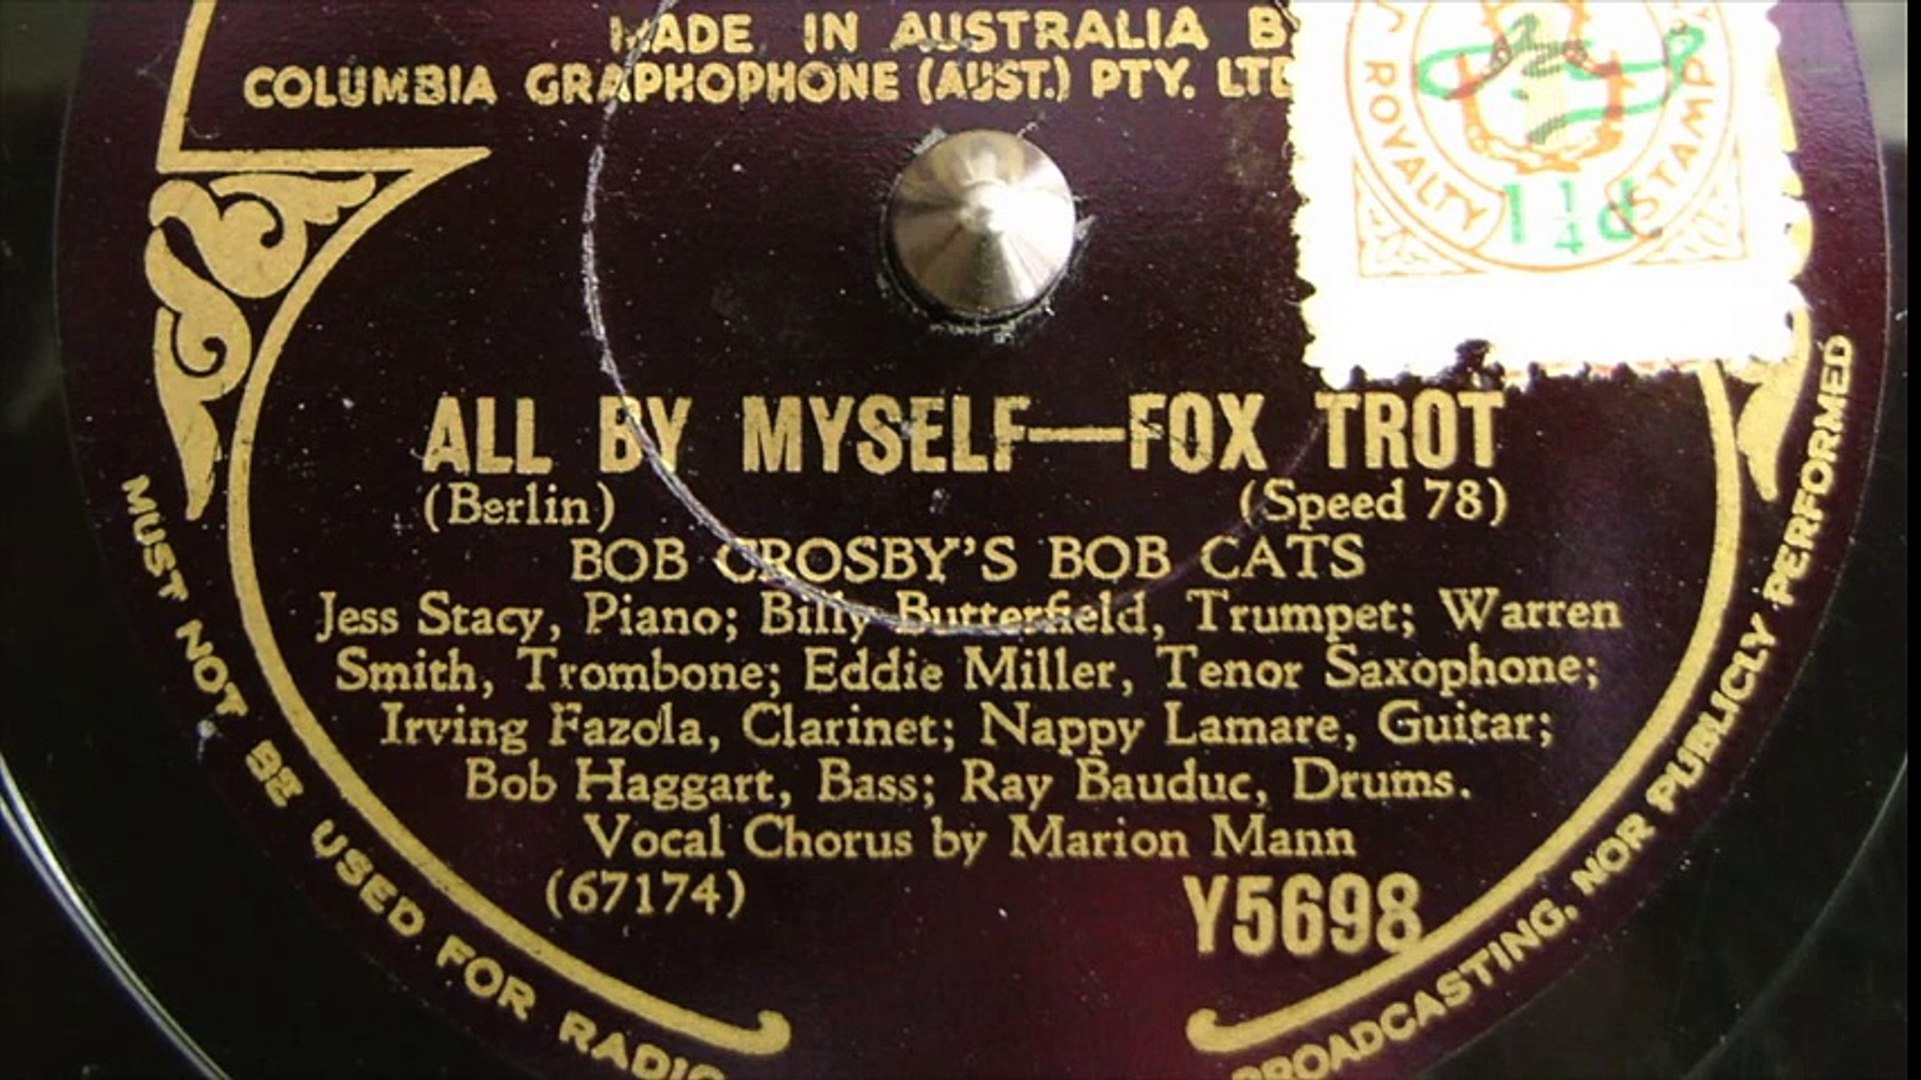 MADE IN AUSTRALIA B
COLUMBIA GRAPHOPHONE (AUST.) PTY. LTD
ROYALTY STAMP
1 1/4 d.
ALL BY MYSELF—FOX TROT
(Berlin) (Speed 78)
BOB CROSBY'S BOB CATS
Jess Stacy, Piano; Billy Butterfield, Trumpet; Warren
Smith, Trombone; Eddie Miller, Tenor Saxophone;
Irving Fazola, Clarinet; Nappy Lamare, Guitar;
Bob Haggart, Bass; Ray Bauduc, Drums.
Vocal Chorus by Marion Mann
(67174) Y5698
MUST NOT BE USED FOR RADIO BROADCASTING, NOR PUBLICLY PERFORMED